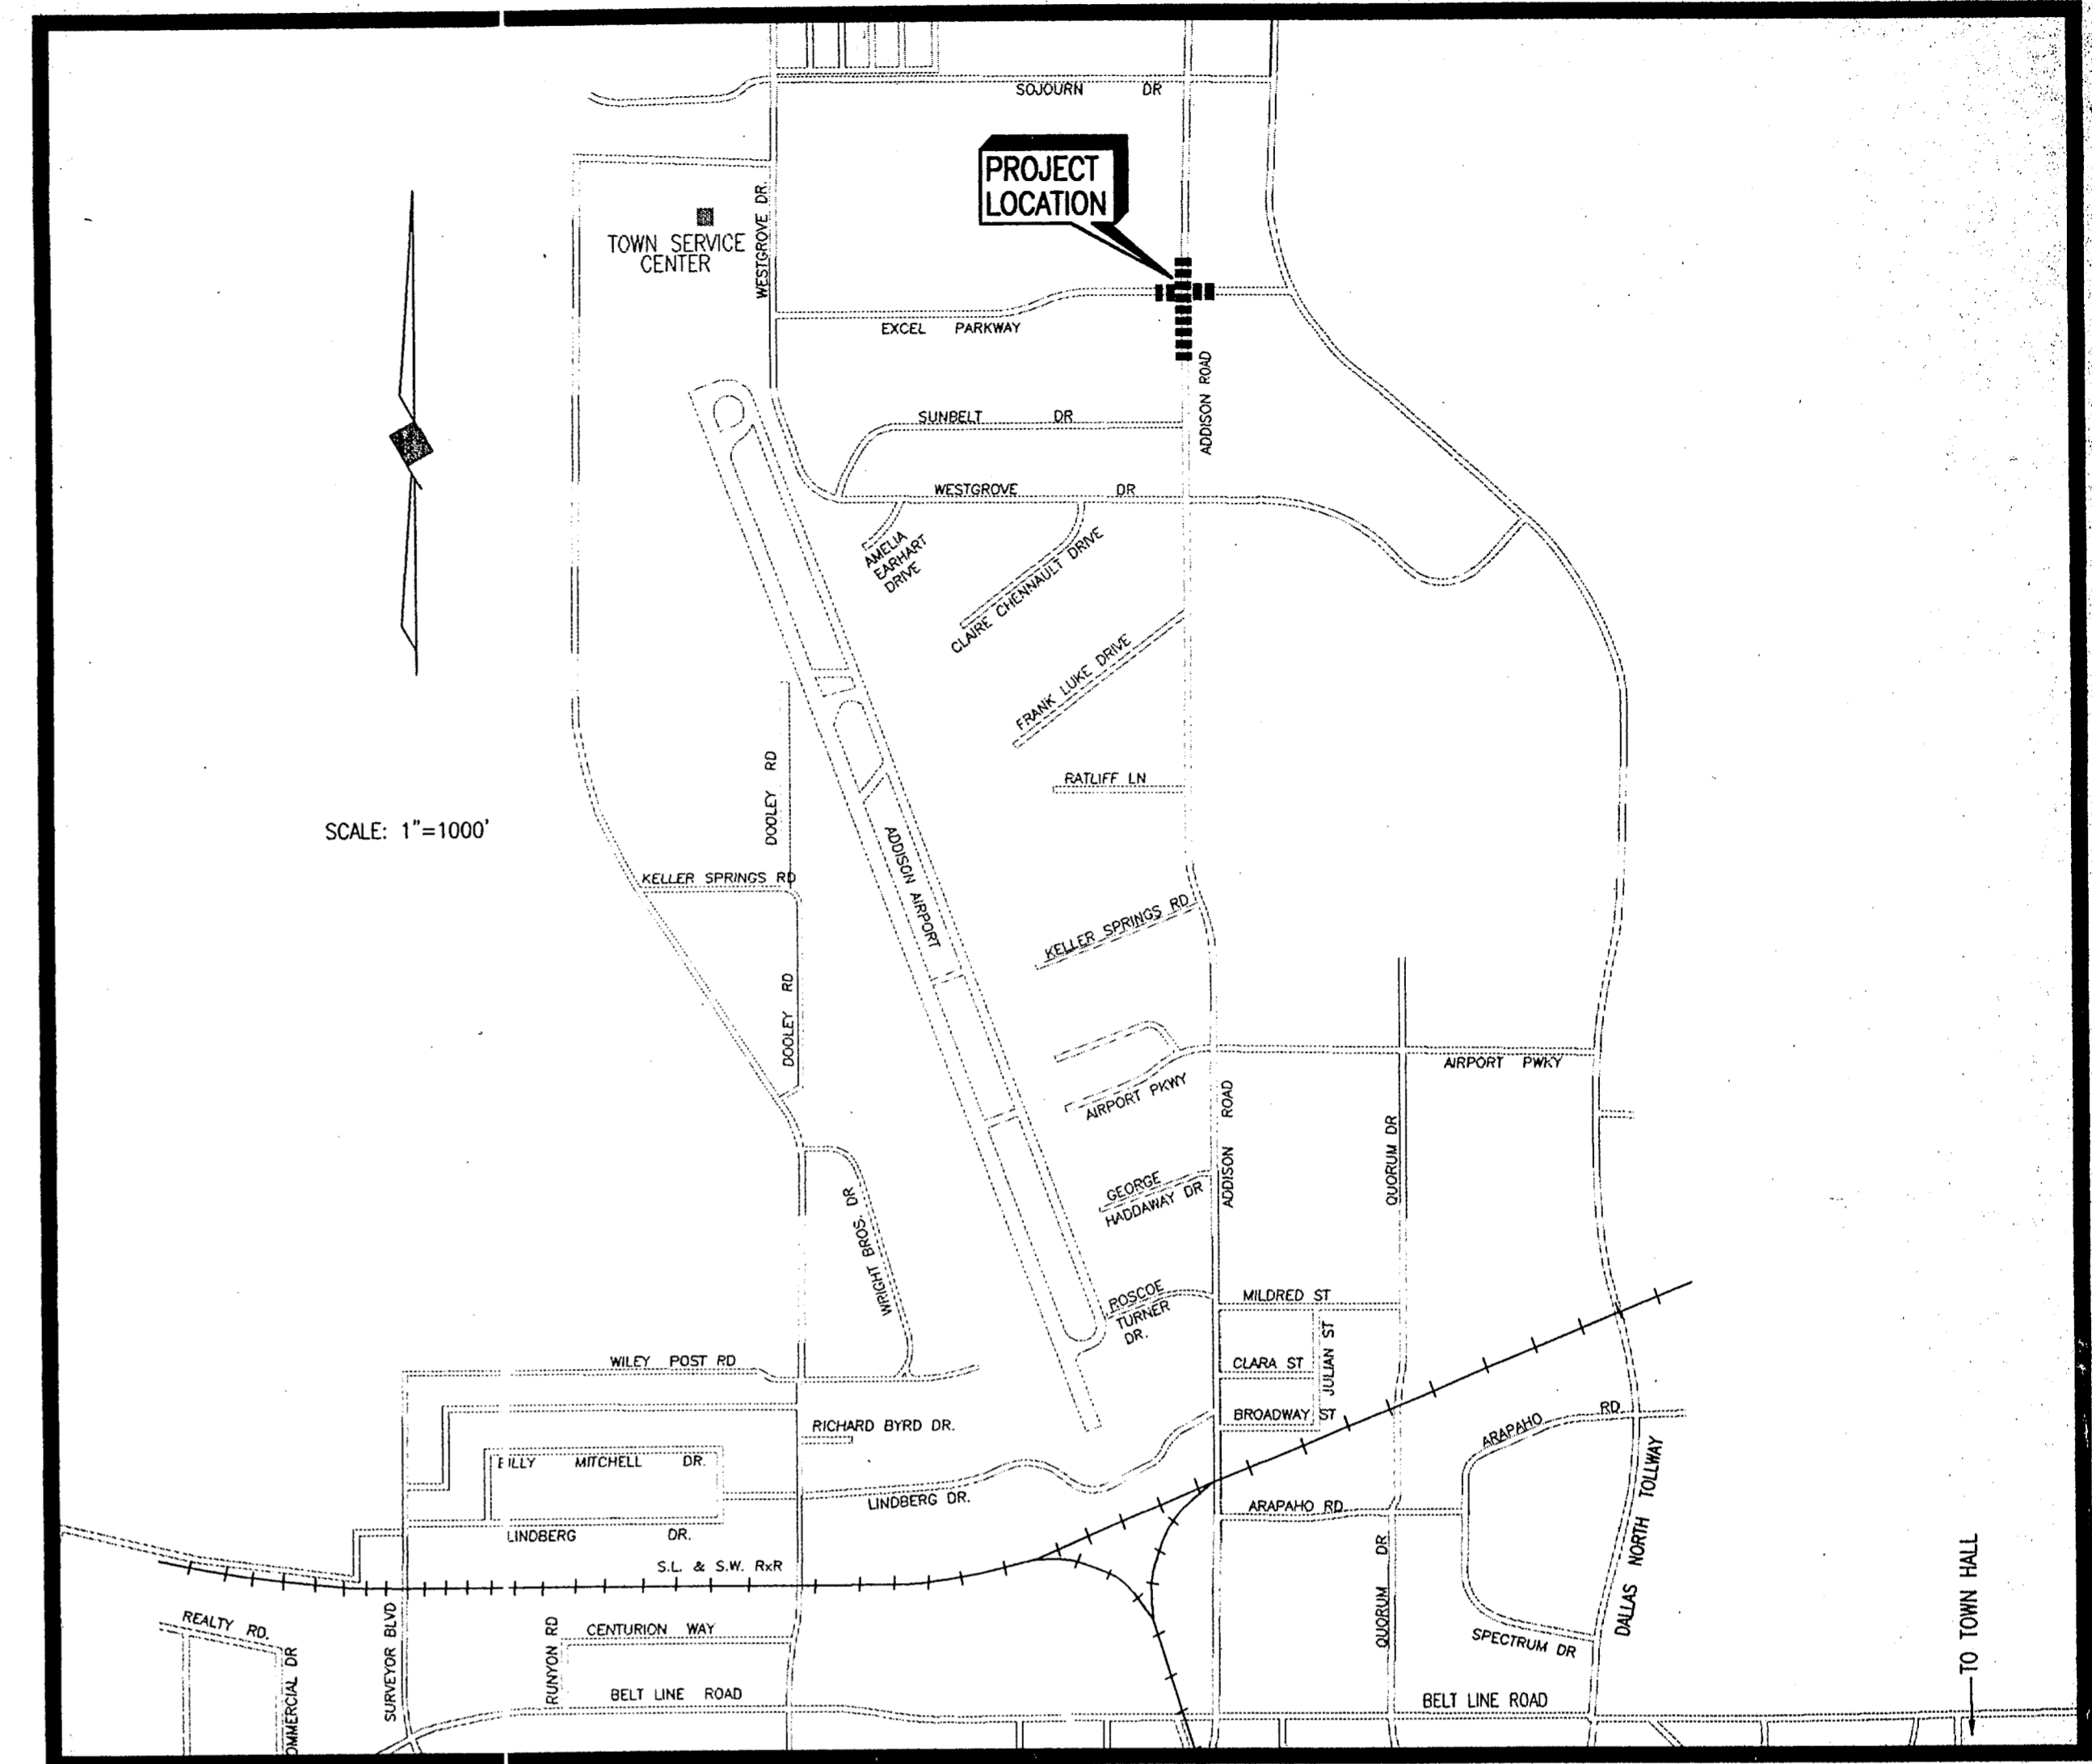 SOJOURN DR
PROJECT
LOCATION
WESTGROVE DR.
TOWN SERVICE
CENTER
EXCEL PARKWAY
ADDISON ROAD
SUNBELT DR
WESTGROVE DR
AMELIA
EARHART
DRIVE
CLAIRE CHENNAULT DRIVE
FRANK LUKE DRIVE
DOOLEY RD
RATLIFF LN
SCALE: 1"=1000'
ADDISON AIRPORT
KELLER SPRINGS RD
KELLER SPRINGS RD
DOOLEY RD
AIRPORT PWKY
AIRPORT PKWY
ADDISON ROAD
QUORUM DR
GEORGE
HADDAWAY DR
WRIGHT BROS. DR
ROSCOE
TURNER
DR.
MILDRED ST
JULIAN ST
CLARA ST
WILEY POST RD
BROADWAY ST
RICHARD BYRD DR.
ARAPAHO RD
BILLY MITCHELL DR.
LINDBERG DR.
ARAPAHO RD
DALLAS NORTH TOLLWAY
LINDBERG DR.
S.L. & S.W. RxR
QUORUM DR
TO TOWN HALL
REALTY RD.
OMMERCIAL DR
SURVEYOR BLVD
RUNYON RD
CENTURION WAY
SPECTRUM DR
BELT LINE ROAD
BELT LINE ROAD